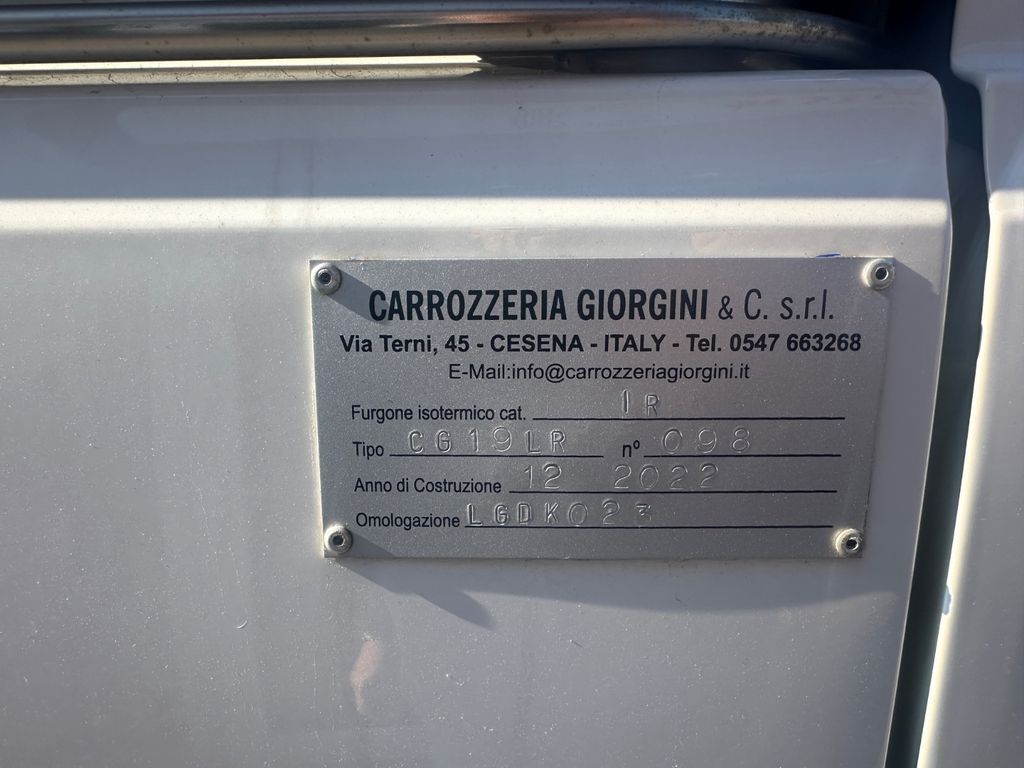 CARROZZERIA GIORGINI & C. s.r.l.
Via Terni, 45 - CESENA - ITALY - Tel. 0547 663268
E-Mail:info@carrozzeriagiorgini.it
Furgone isotermico cat. IR
Tipo CG19LR nº 098
Anno di Costruzione 12 2022
Omologazione LGDK023